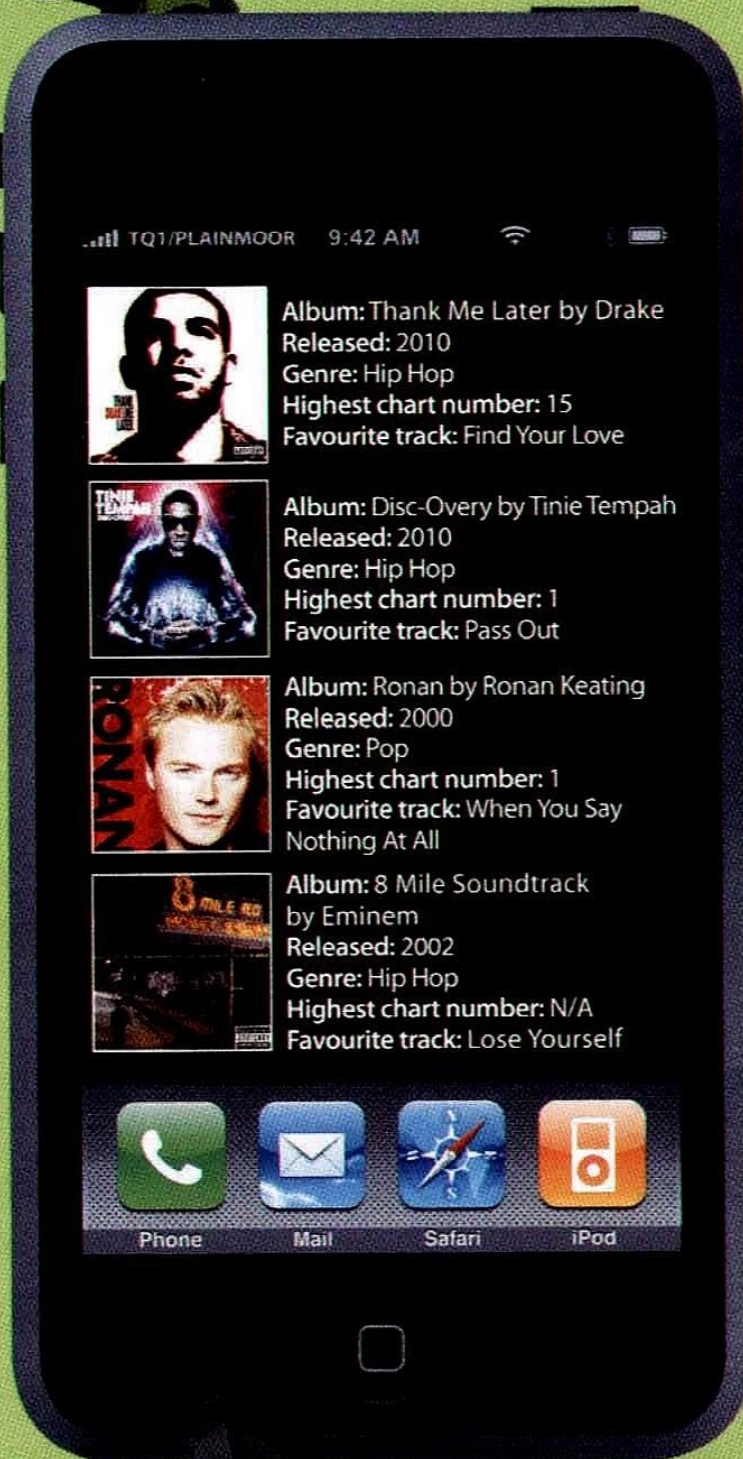 TQ1/PLAINMOOR 9:42 AM
Album: Thank Me Later by Drake
Released: 2010
Genre: Hip Hop
Highest chart number: 15
Favourite track: Find Your Love
TINIE
TEMPAH
Album: Disc-Overy by Tinie Tempah
Released: 2010
Genre: Hip Hop
Highest chart number: 1
Favourite track: Pass Out
RONAN
Album: Ronan by Ronan Keating
Released: 2000
Genre: Pop
Highest chart number: 1
Favourite track: When You Say
Nothing At All
8 MILE RD
Album: 8 Mile Soundtrack
by Eminem
Released: 2002
Genre: Hip Hop
Highest chart number: N/A
Favourite track: Lose Yourself
Phone Mail Safari iPod